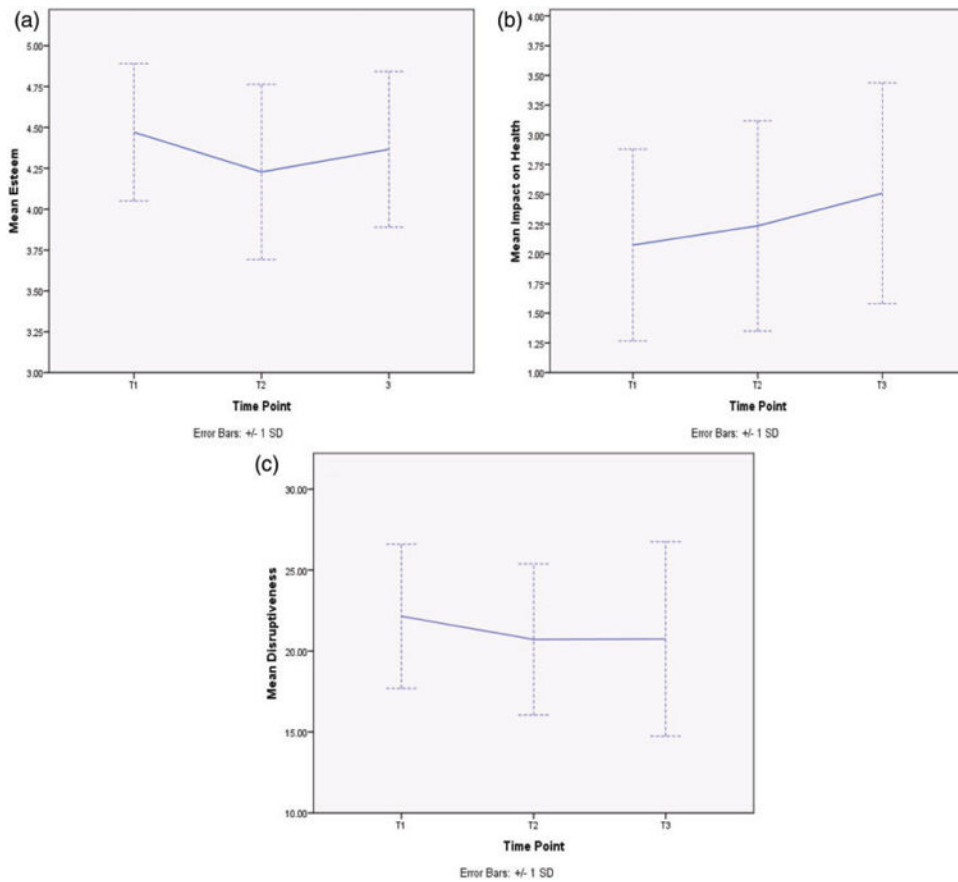 (a)
Mean Esteem
5.00
4.75
4.50
4.25
4.00
3.75
3.50
3.25
3.00
T1 T2 3
Time Point
Error Bars: +/- 1 SD
(b)
Mean Impact on Health
4.00
3.75
3.50
3.25
3.00
2.75
2.50
2.25
2.00
1.75
1.50
1.25
1.00
T1 T2 T3
Time Point
Error Bars: +/- 1 SD
(c)
Mean Disruptiveness
30.00
25.00
20.00
15.00
10.00
T1 T2 T3
Time Point
Error Bars: +/- 1 SD